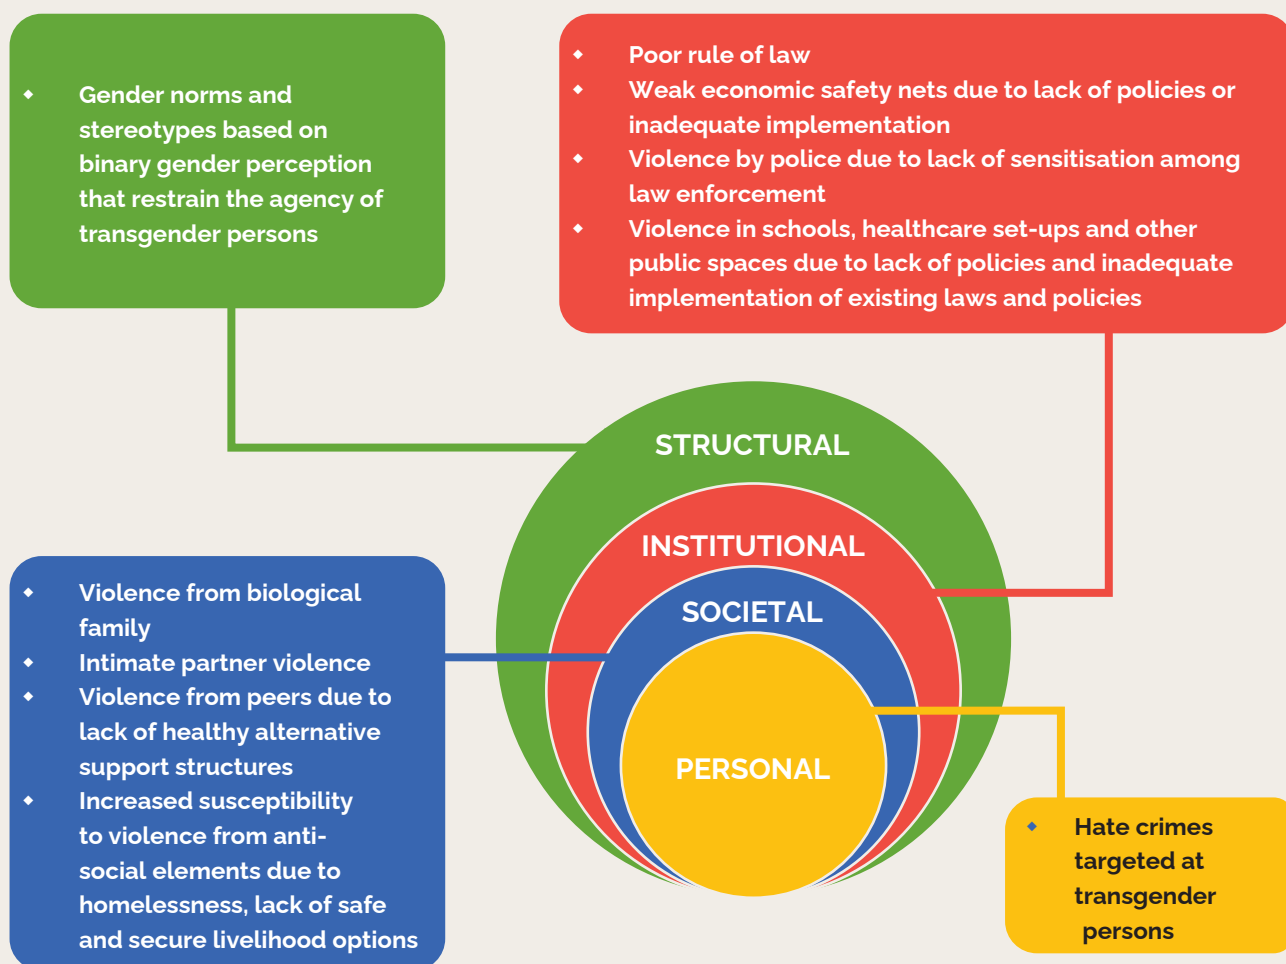 ◆ Gender norms and
stereotypes based on
binary gender perception
that restrain the agency of
transgender persons
◆ Poor rule of law
◆ Weak economic safety nets due to lack of policies or
inadequate implementation
◆ Violence by police due to lack of sensitisation among
law enforcement
◆ Violence in schools, healthcare set-ups and other
public spaces due to lack of policies and inadequate
implementation of existing laws and policies
STRUCTURAL
INSTITUTIONAL
SOCIETAL
PERSONAL
◆ Violence from biological
family
◆ Intimate partner violence
◆ Violence from peers due to
lack of healthy alternative
support structures
◆ Increased susceptibility
to violence from anti-
social elements due to
homelessness, lack of safe
and secure livelihood options
◆ Hate crimes
targeted at
transgender
persons